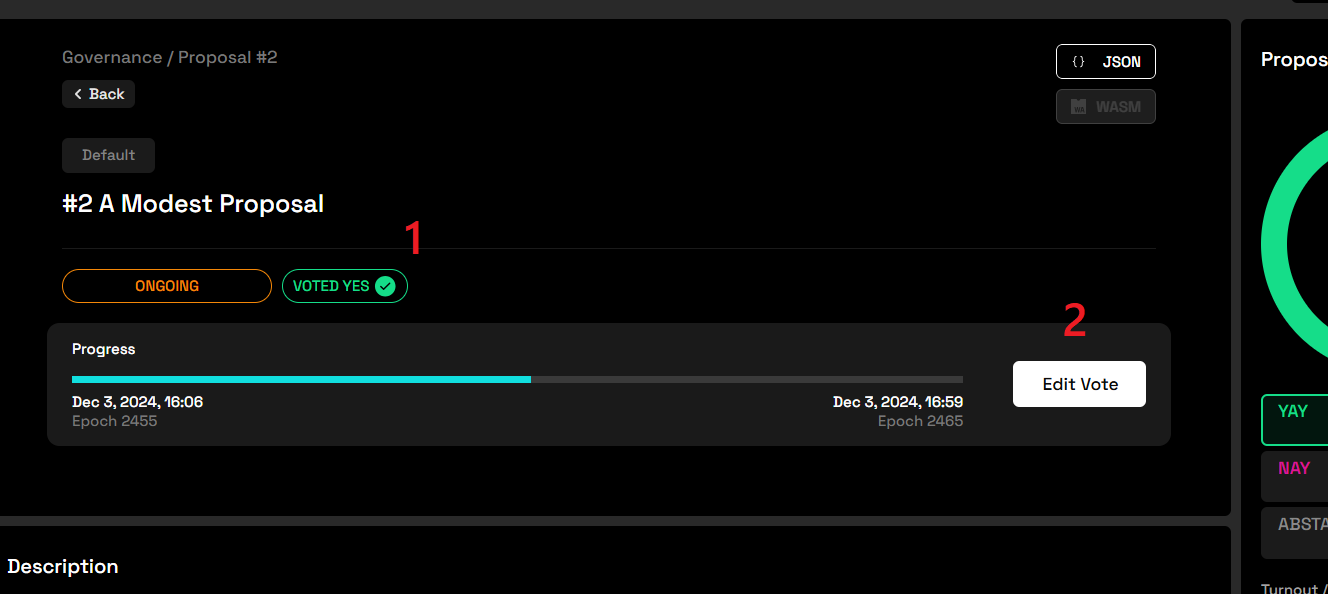 Governance / Proposal #2
Back
{} JSON
WASM
Default
#2 A Modest Proposal
1
ONGOING
VOTED YES
2
Progress
Dec 3, 2024, 16:06
Dec 3, 2024, 16:59
Epoch 2455
Epoch 2465
Edit Vote
Description
Propos
YAY
NAY
ABSTA
Turnout /